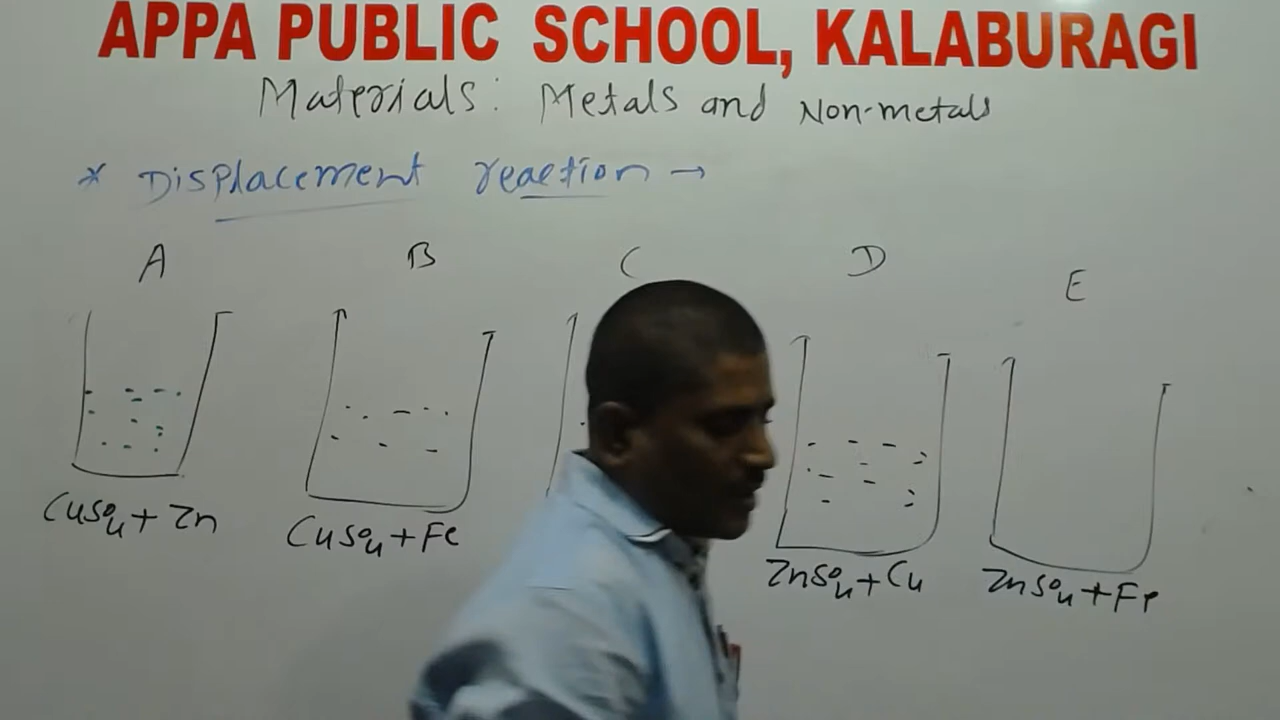 APPA PUBLIC SCHOOL, KALABURAGI
Materials: Metals and Non-metals
* Displacement reaction →
A B C D E
CuSO4 + Zn CuSO4 + Fe ZnSO4 + Cu ZnSO4 + Fe